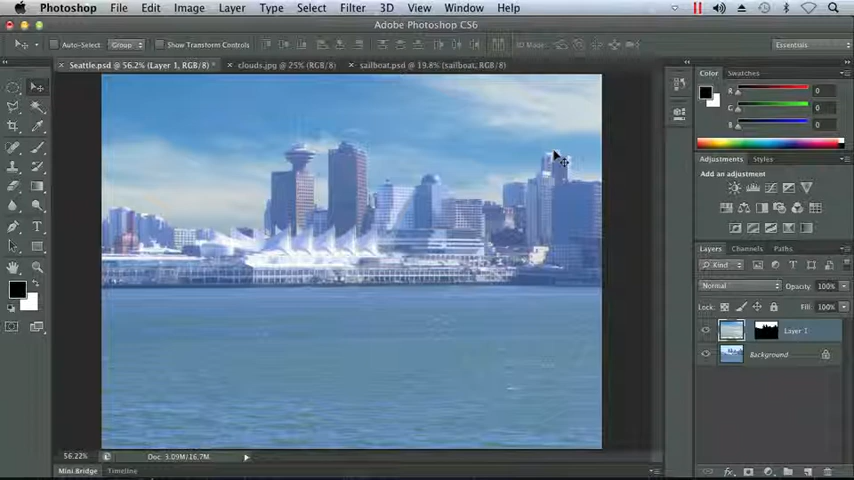 Photoshop File Edit Image Layer Type Select Filter 3D View Window Help
Adobe Photoshop CS6
Auto-Select Group Show Transform Controls 3D Mode: Essentials
Seattle.psd @ 56.2% (Layer 1, RGB/8) * clouds.jpg @ 25% (RGB/8) sailboat.psd @ 19.8% (sailboat, RGB/8)
Color Swatches
R 0
G 0
B 0
Adjustments Styles
Add an adjustment
Layers Channels Paths
Kind
Normal Opacity: 100%
Lock: Fill: 100%
Layer 1
Background
56.22% Doc: 3.09M/16.7M
Mini Bridge Timeline
fx